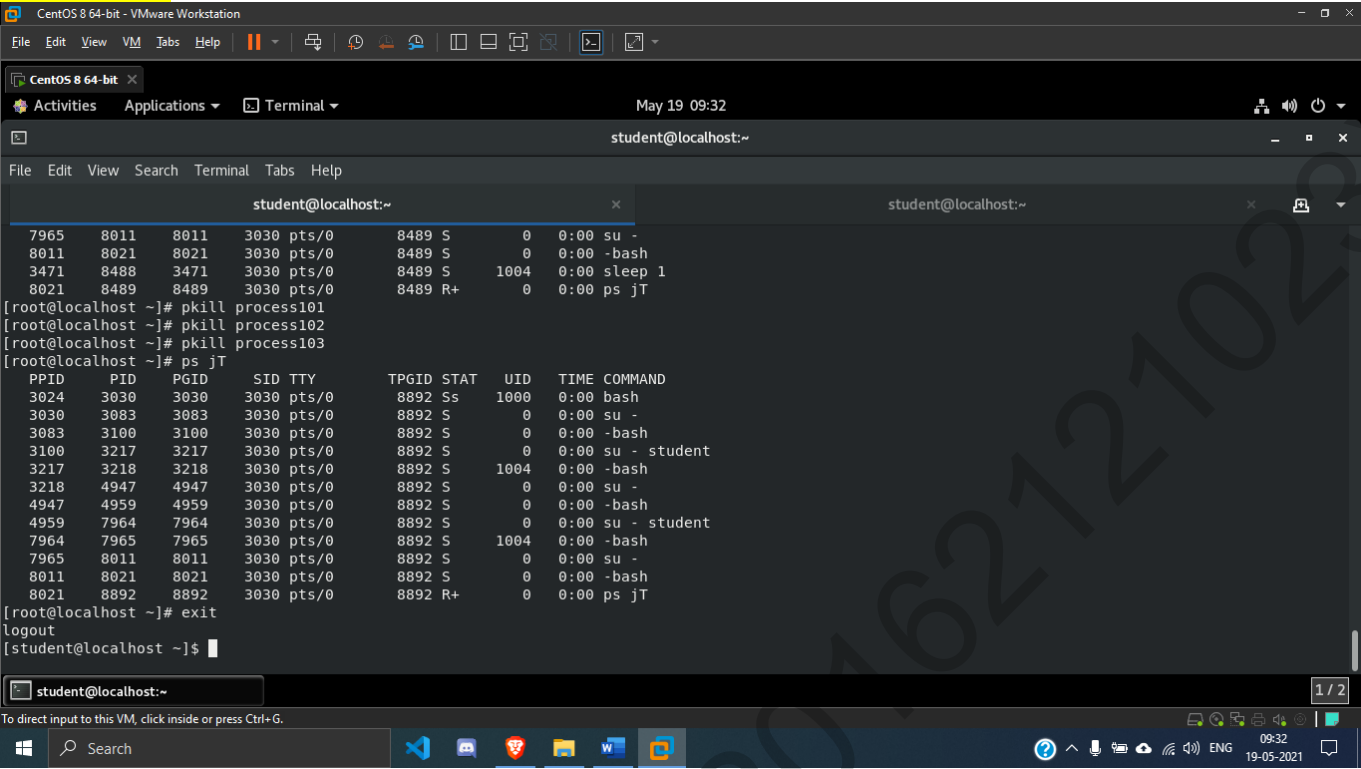 CentOS 8 64-bit - VMware Workstation
File Edit View VM Tabs Help
CentOS 8 64-bit
Activities Applications Terminal May 19 09:32
student@localhost:~
File Edit View Search Terminal Tabs Help
student@localhost:~ student@localhost:~
7965 8011 8011 3030 pts/0 8489 S 0 0:00 su -
8011 8021 8021 3030 pts/0 8489 S 0 0:00 -bash
3471 8488 3471 3030 pts/0 8489 S 1004 0:00 sleep 1
8021 8489 8489 3030 pts/0 8489 R+ 0 0:00 ps jT
[root@localhost ~]# pkill process101
[root@localhost ~]# pkill process102
[root@localhost ~]# pkill process103
[root@localhost ~]# ps jT
PPID PID PGID SID TTY TPGID STAT UID TIME COMMAND
3024 3030 3030 3030 pts/0 8892 Ss 1000 0:00 bash
3030 3083 3083 3030 pts/0 8892 S 0 0:00 su -
3083 3100 3100 3030 pts/0 8892 S 0 0:00 -bash
3100 3217 3217 3030 pts/0 8892 S 0 0:00 su - student
3217 3218 3218 3030 pts/0 8892 S 1004 0:00 -bash
3218 4947 4947 3030 pts/0 8892 S 0 0:00 su -
4947 4959 4959 3030 pts/0 8892 S 0 0:00 -bash
4959 7964 7964 3030 pts/0 8892 S 0 0:00 su - student
7964 7965 7965 3030 pts/0 8892 S 1004 0:00 -bash
7965 8011 8011 3030 pts/0 8892 S 0 0:00 su -
8011 8021 8021 3030 pts/0 8892 S 0 0:00 -bash
8021 8892 8892 3030 pts/0 8892 R+ 0 0:00 ps jT
[root@localhost ~]# exit
logout
[student@localhost ~]$
student@localhost:~ 1 / 2
To direct input to this VM, click inside or press Ctrl+G.
Search ENG 09:32
19-05-2021